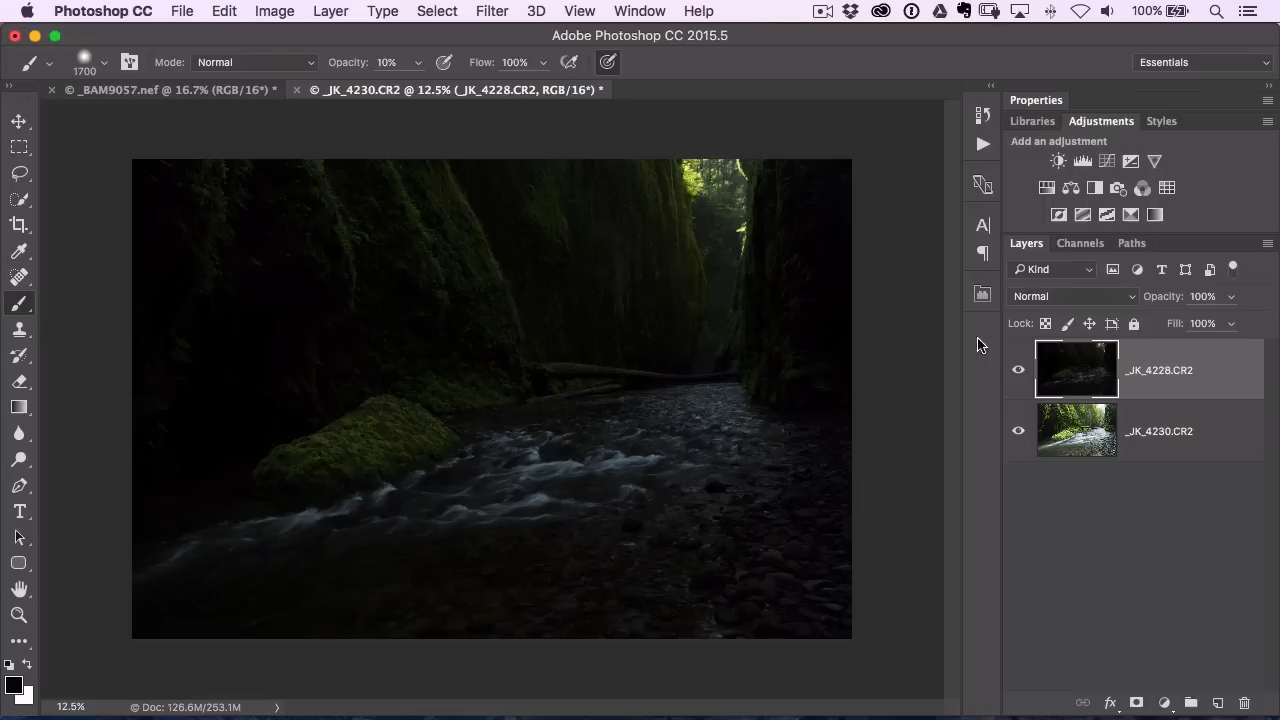 Photoshop CC File Edit Image Layer Type Select Filter 3D View Window Help 100%
Adobe Photoshop CC 2015.5
1700 Mode: Normal Opacity: 10% Flow: 100% Essentials
© _BAM9057.nef @ 16.7% (RGB/16*) * © _JK_4230.CR2 @ 12.5% (_JK_4228.CR2, RGB/16*) *
Properties
Libraries Adjustments Styles
Add an adjustment
Layers Channels Paths
Kind
Normal Opacity: 100%
Lock: Fill: 100%
_JK_4228.CR2
_JK_4230.CR2
12.5% © Doc: 126.6M/253.1M